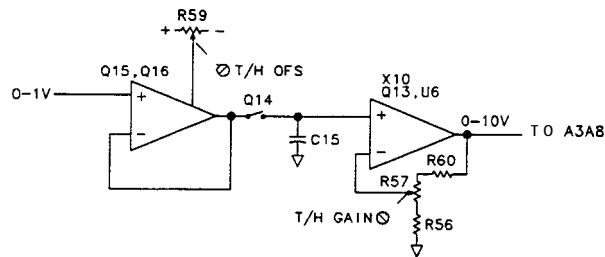 R59
+ −
⊘ T/H OFS
Q15,Q16
0-1V
+
−
Q14
C15
X10
Q13,U6
+
−
0-10V
TO A3A8
R60
R57
T/H GAIN ⊘
R56